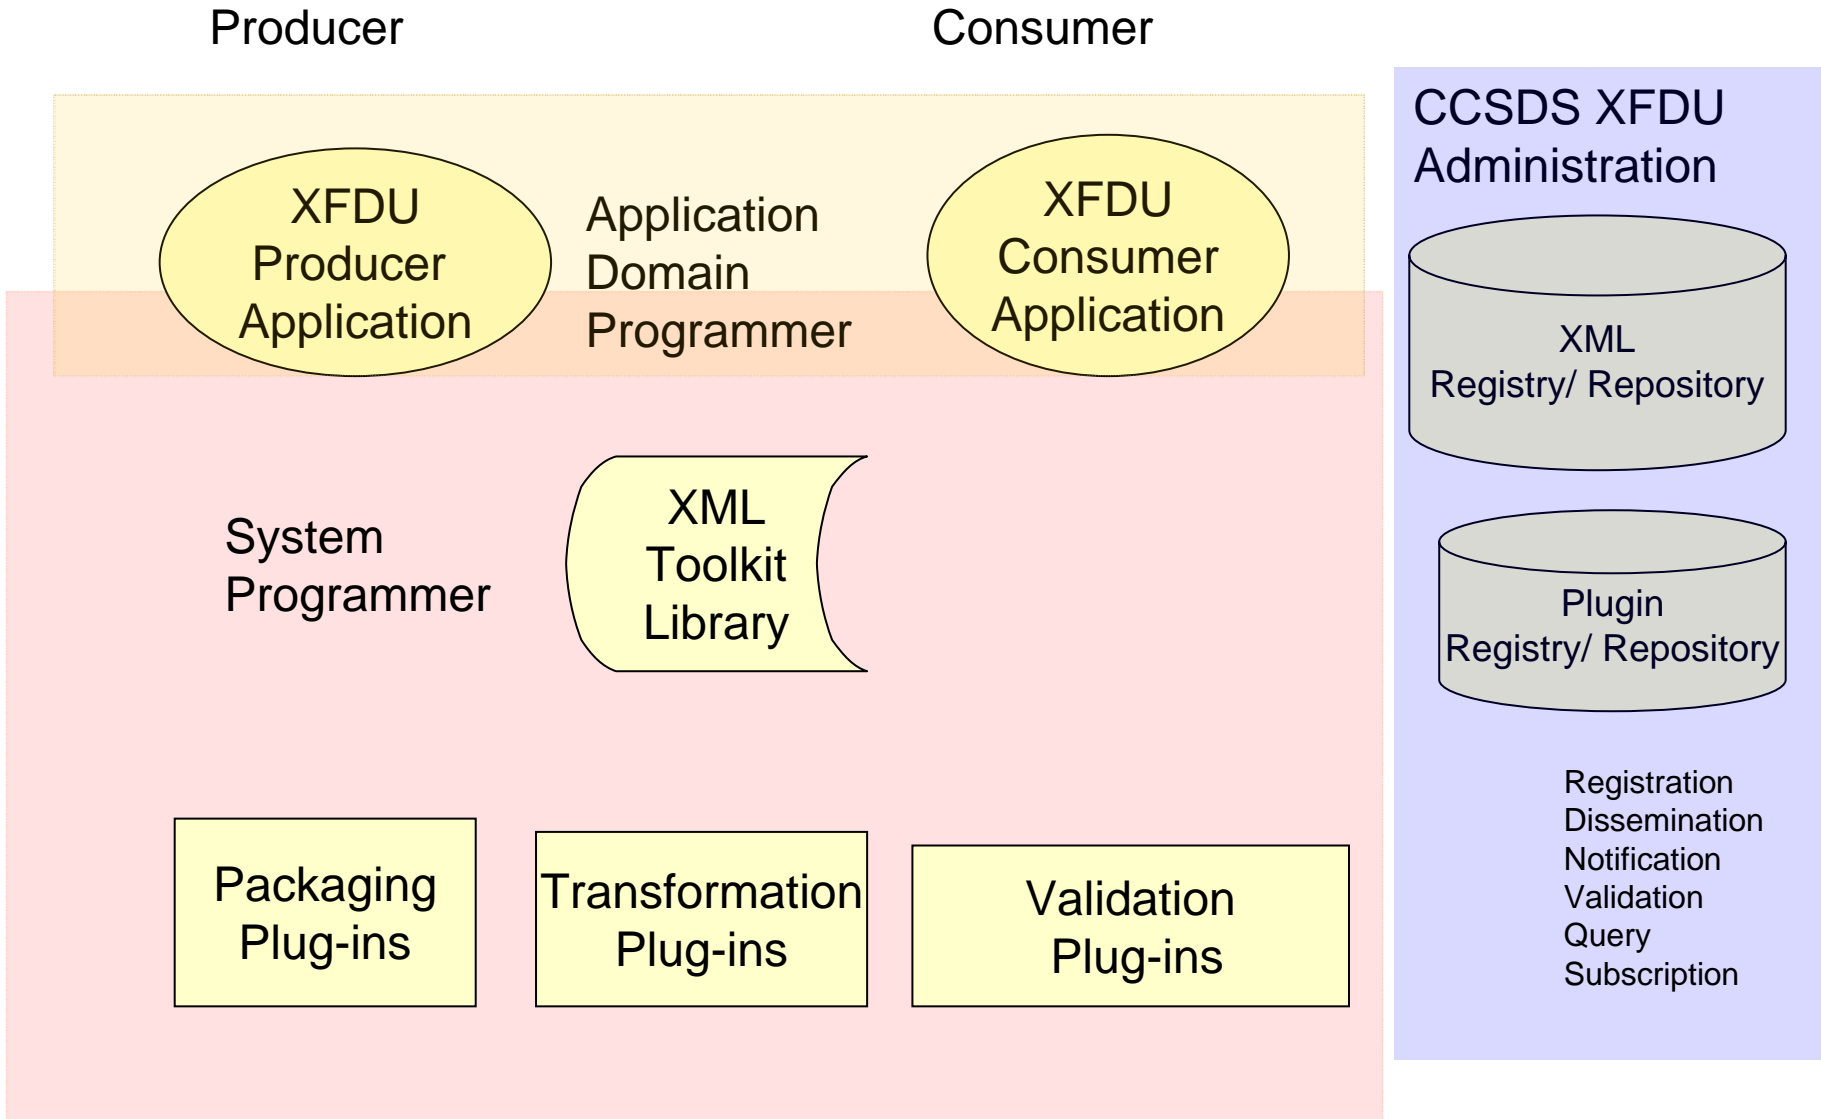 Producer
Consumer
XFDU
Producer
Application
Application
Domain
Programmer
XFDU
Consumer
Application
System
Programmer
XML
Toolkit
Library
Packaging
Plug-ins
Transformation
Plug-ins
Validation
Plug-ins
CCSDS XFDU
Administration
XML
Registry/ Repository
Plugin
Registry/ Repository
Registration
Dissemination
Notification
Validation
Query
Subscription